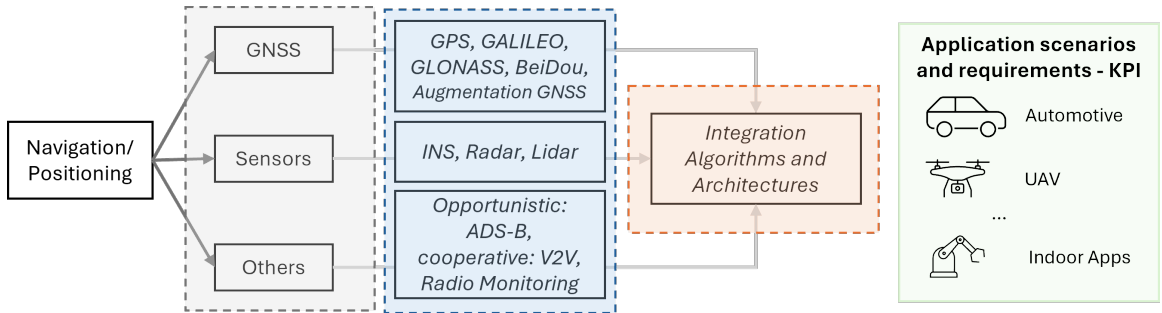 Navigation/
Positioning
GNSS
Sensors
Others
GPS, GALILEO,
GLONASS, BeiDou,
Augmentation GNSS
INS, Radar, Lidar
Opportunistic:
ADS-B,
cooperative: V2V,
Radio Monitoring
Integration
Algorithms and
Architectures
Application scenarios
and requirements - KPI
Automotive
UAV
...
Indoor Apps